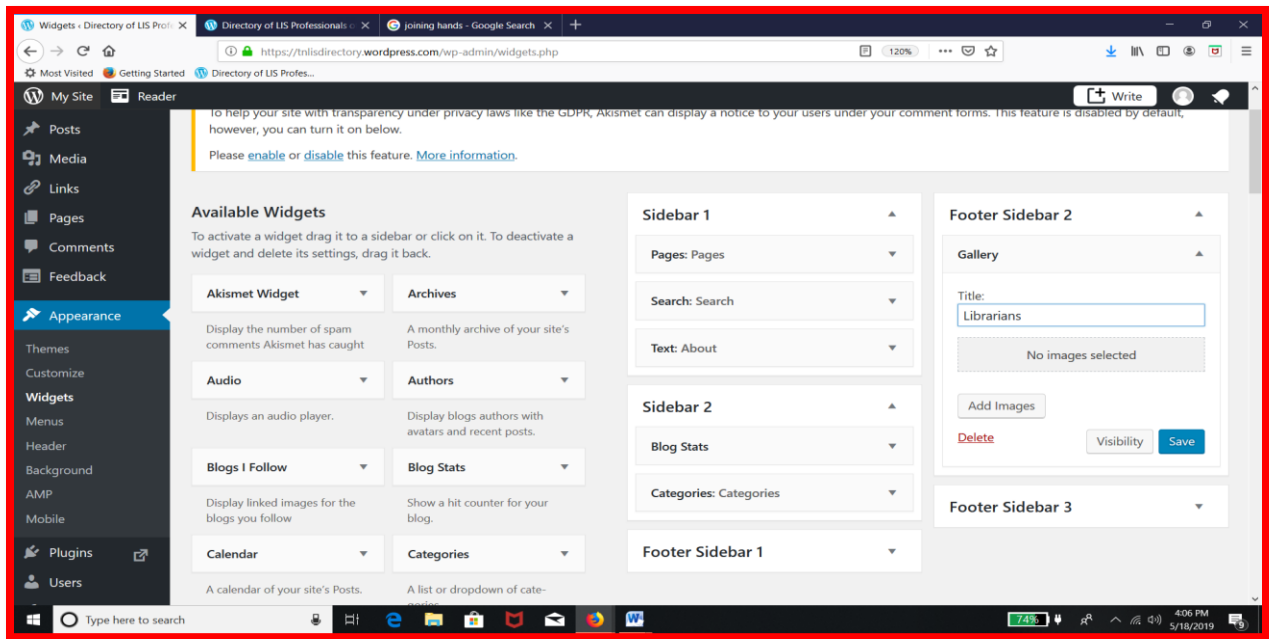 Widgets ‹ Directory of LIS Profe
Directory of LIS Professionals o
joining hands - Google Search
https://tnlisdirectory.wordpress.com/wp-admin/widgets.php
120%
Most Visited
Getting Started
Directory of LIS Profes...
My Site
Reader
Write
Posts
Media
Links
Pages
Comments
Feedback
Appearance
Themes
Customize
Widgets
Menus
Header
Background
AMP
Mobile
Plugins
Users
To help your site with transparency under privacy laws like the GDPR, Akismet can display a notice to your users under your comment forms. This feature is disabled by default,
however, you can turn it on below.
Please enable or disable this feature. More information.
Available Widgets
To activate a widget drag it to a sidebar or click on it. To deactivate a
widget and delete its settings, drag it back.
Akismet Widget
Display the number of spam
comments Akismet has caught
Archives
A monthly archive of your site's
Posts.
Audio
Displays an audio player.
Authors
Display blogs authors with
avatars and recent posts.
Blogs I Follow
Display linked images for the
blogs you follow
Blog Stats
Show a hit counter for your
blog.
Calendar
A calendar of your site's Posts.
Categories
A list or dropdown of cate-
gories
Sidebar 1
Pages: Pages
Search: Search
Text: About
Sidebar 2
Blog Stats
Categories: Categories
Footer Sidebar 1
Footer Sidebar 2
Gallery
Title:
Librarians
No images selected
Add Images
Delete
Visibility
Save
Footer Sidebar 3
Type here to search
74%
4:06 PM
5/18/2019
9